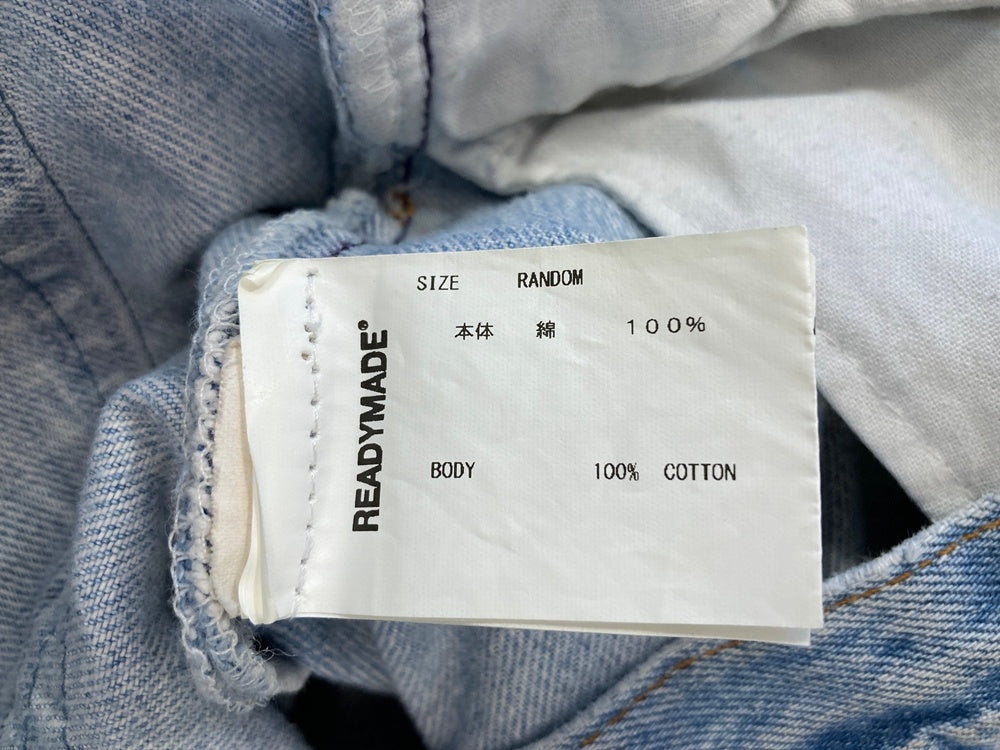 READYMADE®
SIZE RANDOM
本体 綿 １００％
BODY 100% COTTON